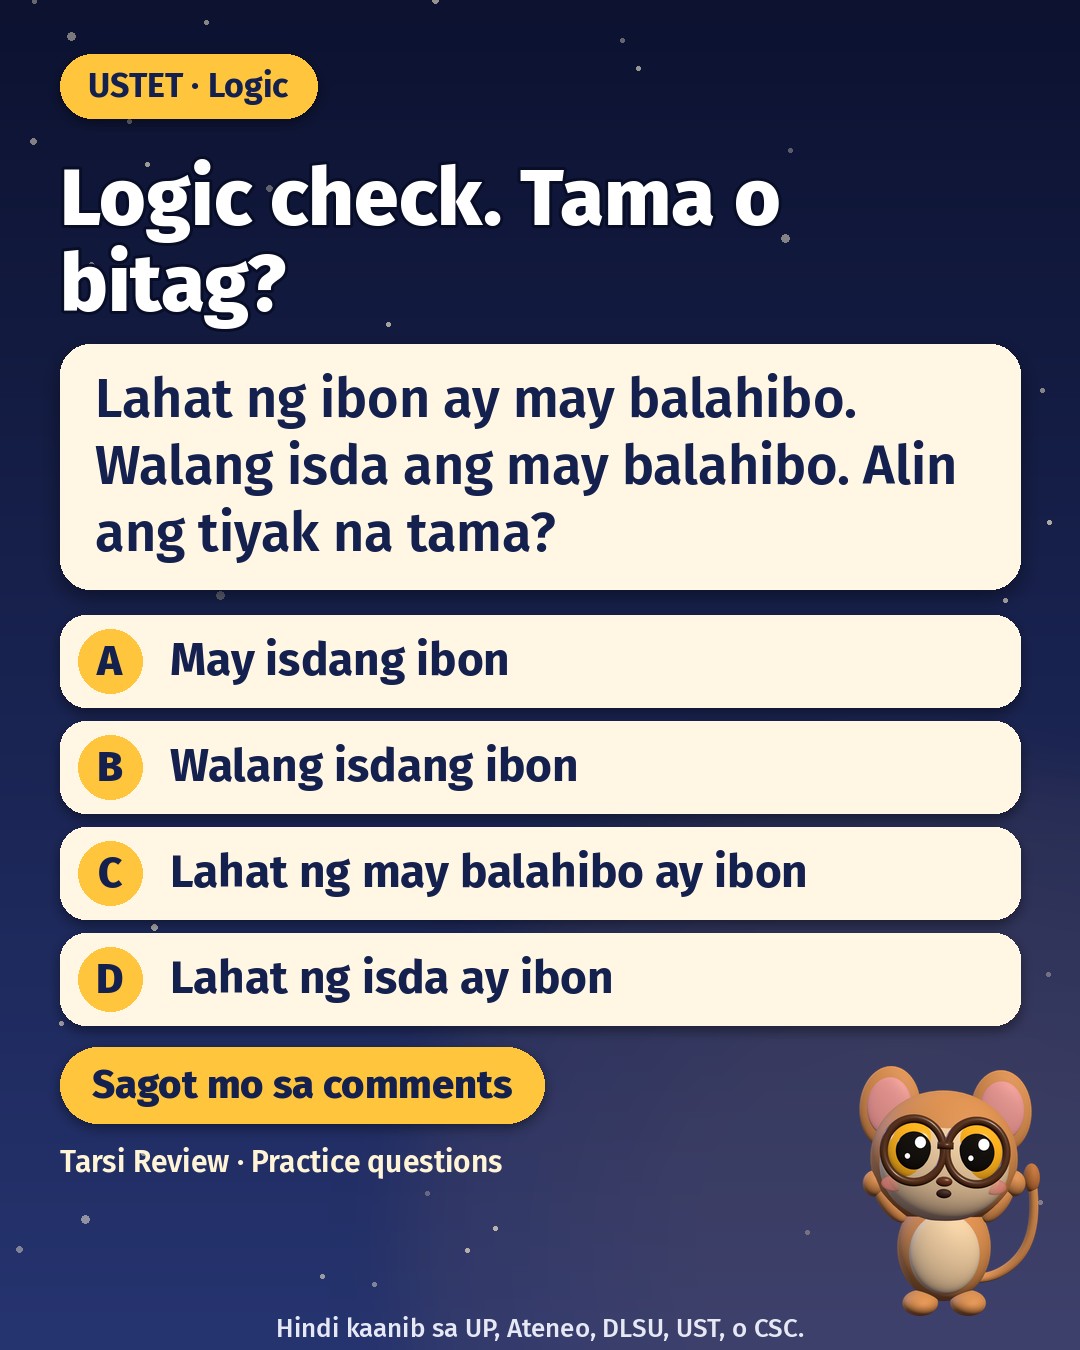 USTET · Logic
Logic check. Tama o
bitag?
Lahat ng ibon ay may balahibo.
Walang isda ang may balahibo. Alin
ang tiyak na tama?
A May isdang ibon
B Walang isdang ibon
C Lahat ng may balahibo ay ibon
D Lahat ng isda ay ibon
Sagot mo sa comments
Tarsi Review · Practice questions
Hindi kaanib sa UP, Ateneo, DLSU, UST, o CSC.